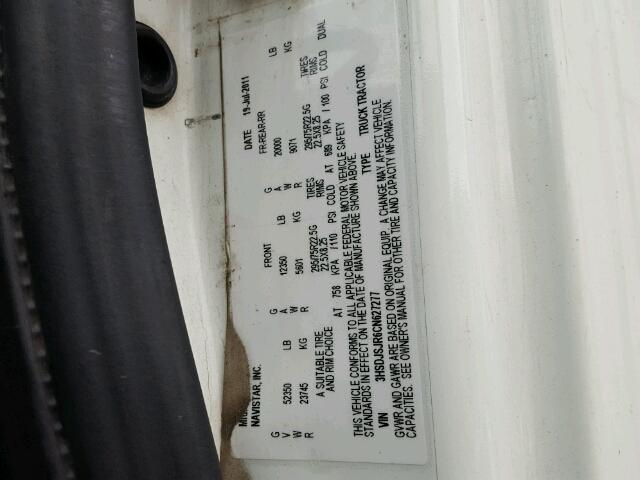 NAVISTAR, INC.
DATE 19-Jul-2011
FRONT
FR-REAR-RR
G V W R 52350 LB 23745 KG
G A W R 12350 LB 5601 KG
G A W R 20000 LB 9071 KG
A SUITABLE TIRE AND RIM CHOICE
295/75R22.5G TIRES
22.5X8.25 RIMS
295/75R22.5G TIRES
22.5X8.25 RIMS
AT 758 KPA / 110 PSI COLD AT 689 KPA / 100 PSI COLD DUAL
THIS VEHICLE CONFORMS TO ALL APPLICABLE FEDERAL MOTOR VEHICLE SAFETY
STANDARDS IN EFFECT ON THE DATE OF MANUFACTURE SHOWN ABOVE.
VIN 3HSDJSJR6CN627277 TYPE TRUCK TRACTOR
GVWR AND GAWR ARE BASED ON ORIGINAL EQUIP. A CHANGE MAY AFFECT VEHICLE
CAPACITIES. SEE OWNER'S MANUAL FOR OTHER TIRE AND CAPACITY INFORMATION.